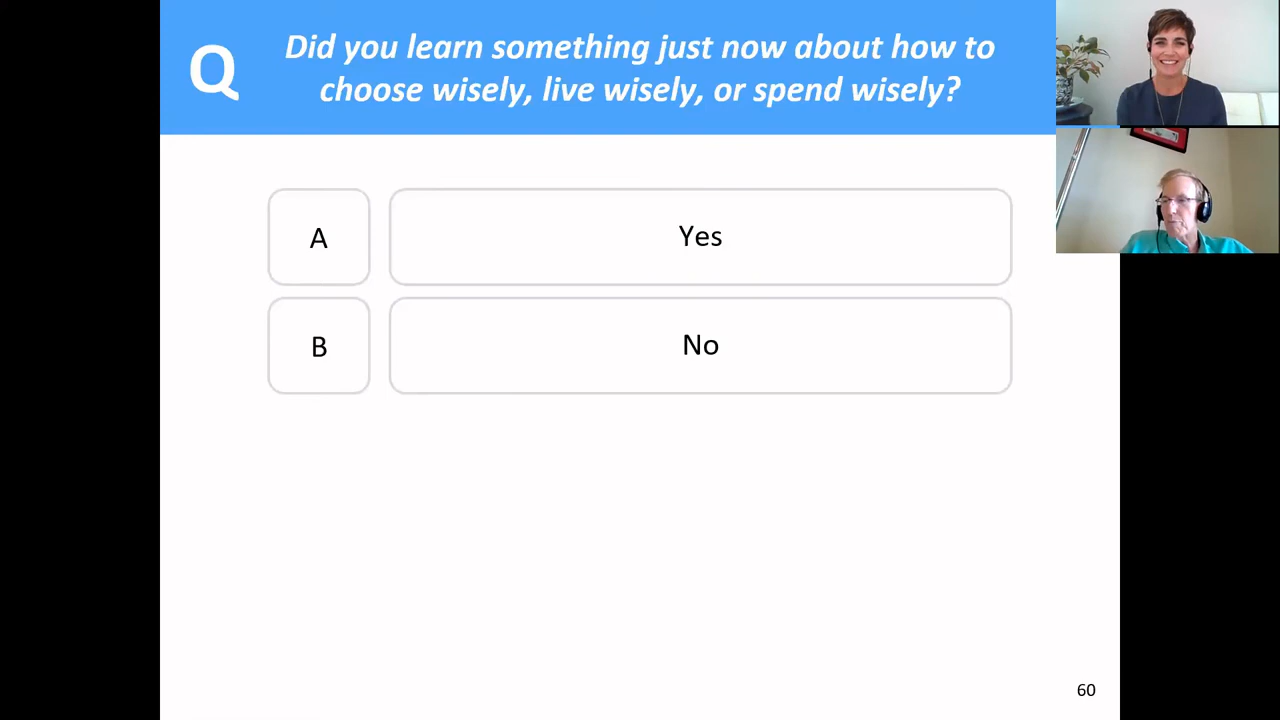 Q
Did you learn something just now about how to
choose wisely, live wisely, or spend wisely?
A
Yes
B
No
60